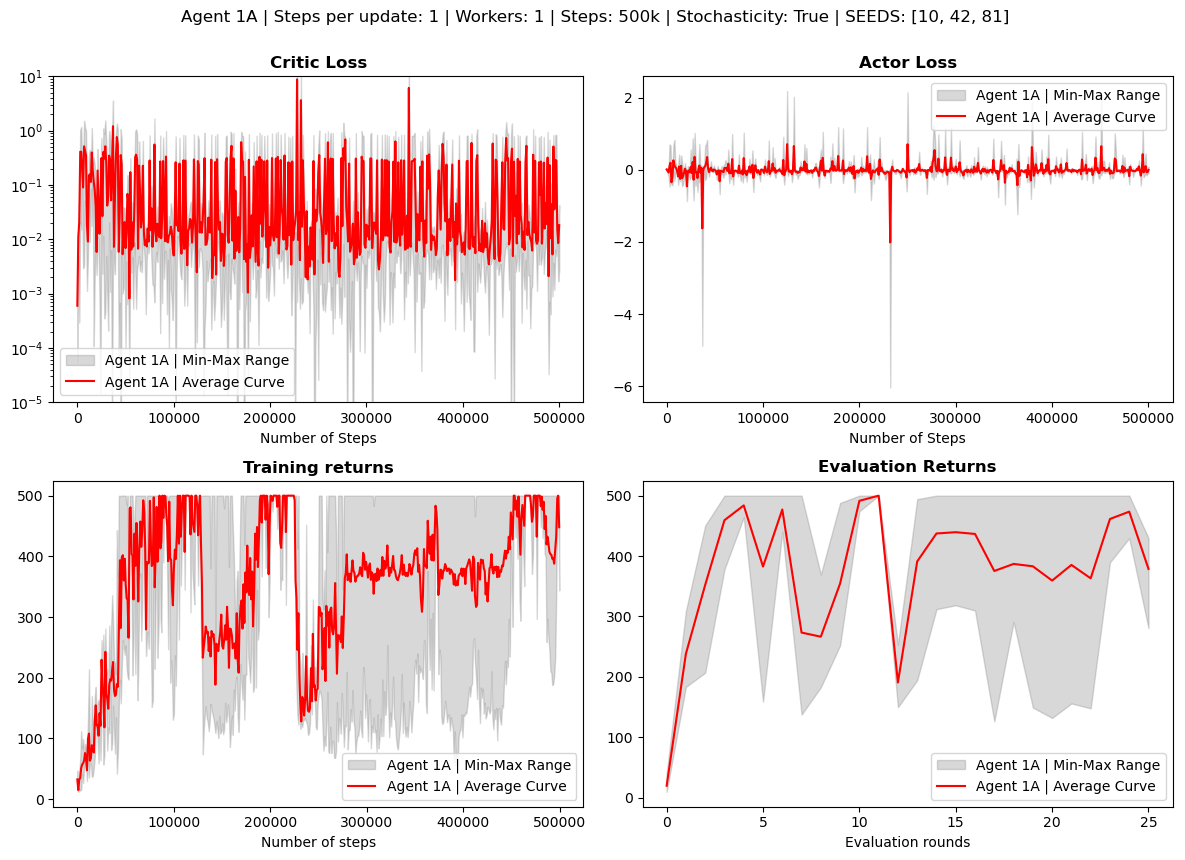 Agent 1A | Steps per update: 1 | Workers: 1 | Steps: 500k | Stochasticity: True | SEEDS: [10, 42, 81]
Critic Loss
10^1
10^0
10^-1
10^-2
10^-3
10^-4
10^-5
Agent 1A | Min-Max Range
Agent 1A | Average Curve
0 100000 200000 300000 400000 500000
Number of Steps
Actor Loss
2
0
-2
-4
-6
Agent 1A | Min-Max Range
Agent 1A | Average Curve
0 100000 200000 300000 400000 500000
Number of Steps
Training returns
500
400
300
200
100
0
Agent 1A | Min-Max Range
Agent 1A | Average Curve
0 100000 200000 300000 400000 500000
Number of steps
Evaluation Returns
500
400
300
200
100
0
Agent 1A | Min-Max Range
Agent 1A | Average Curve
0 5 10 15 20 25
Evaluation rounds